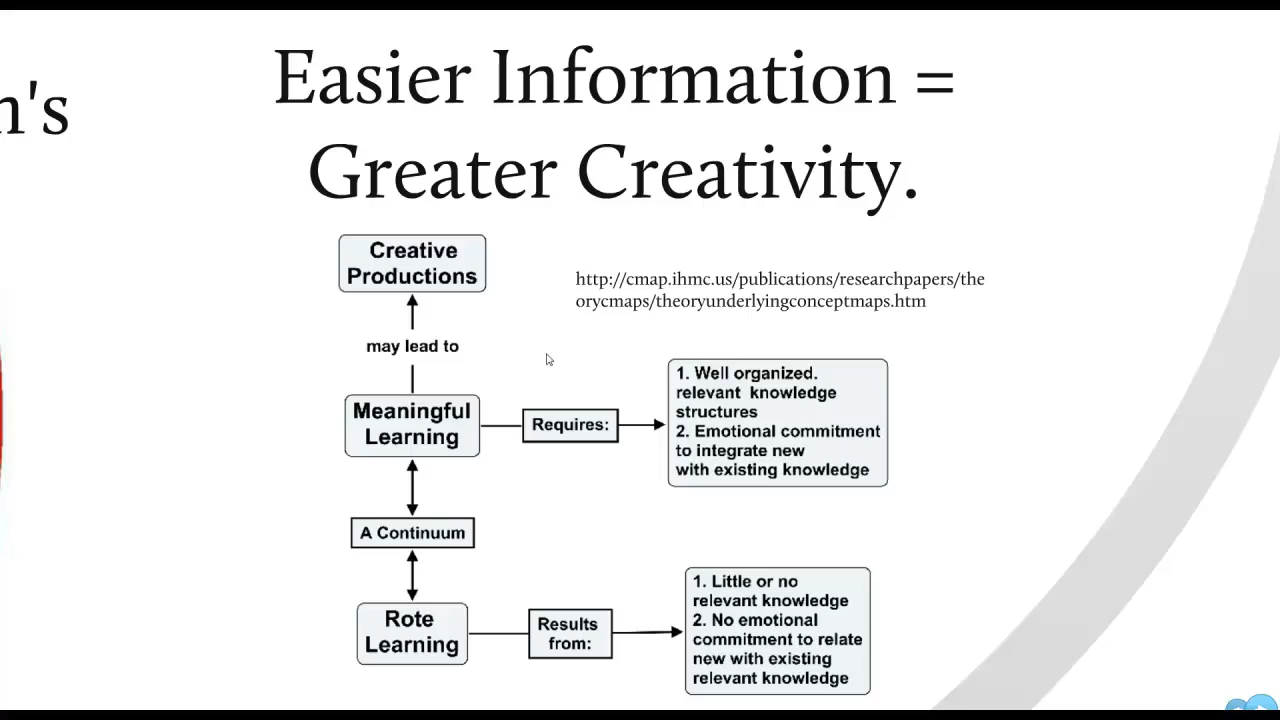 n's
Easier Information =
Greater Creativity.
Creative
Productions
http://cmap.ihmc.us/publications/researchpapers/the
orycmaps/theoryunderlyingconceptmaps.htm
may lead to
Meaningful
Learning
Requires:
1. Well organized.
relevant knowledge
structures
2. Emotional commitment
to integrate new
with existing knowledge
A Continuum
Rote
Learning
Results
from:
1. Little or no
relevant knowledge
2. No emotional
commitment to relate
new with existing
relevant knowledge